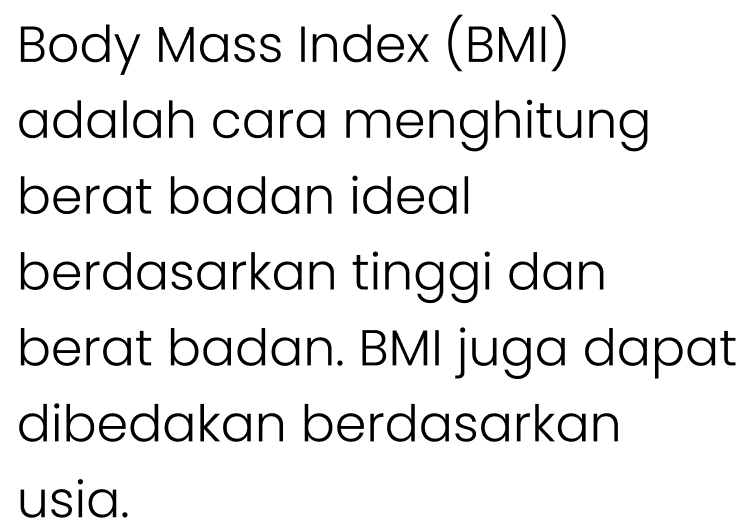 Body Mass Index (BMI)
adalah cara menghitung
berat badan ideal
berdasarkan tinggi dan
berat badan. BMI juga dapat
dibedakan berdasarkan
usia.